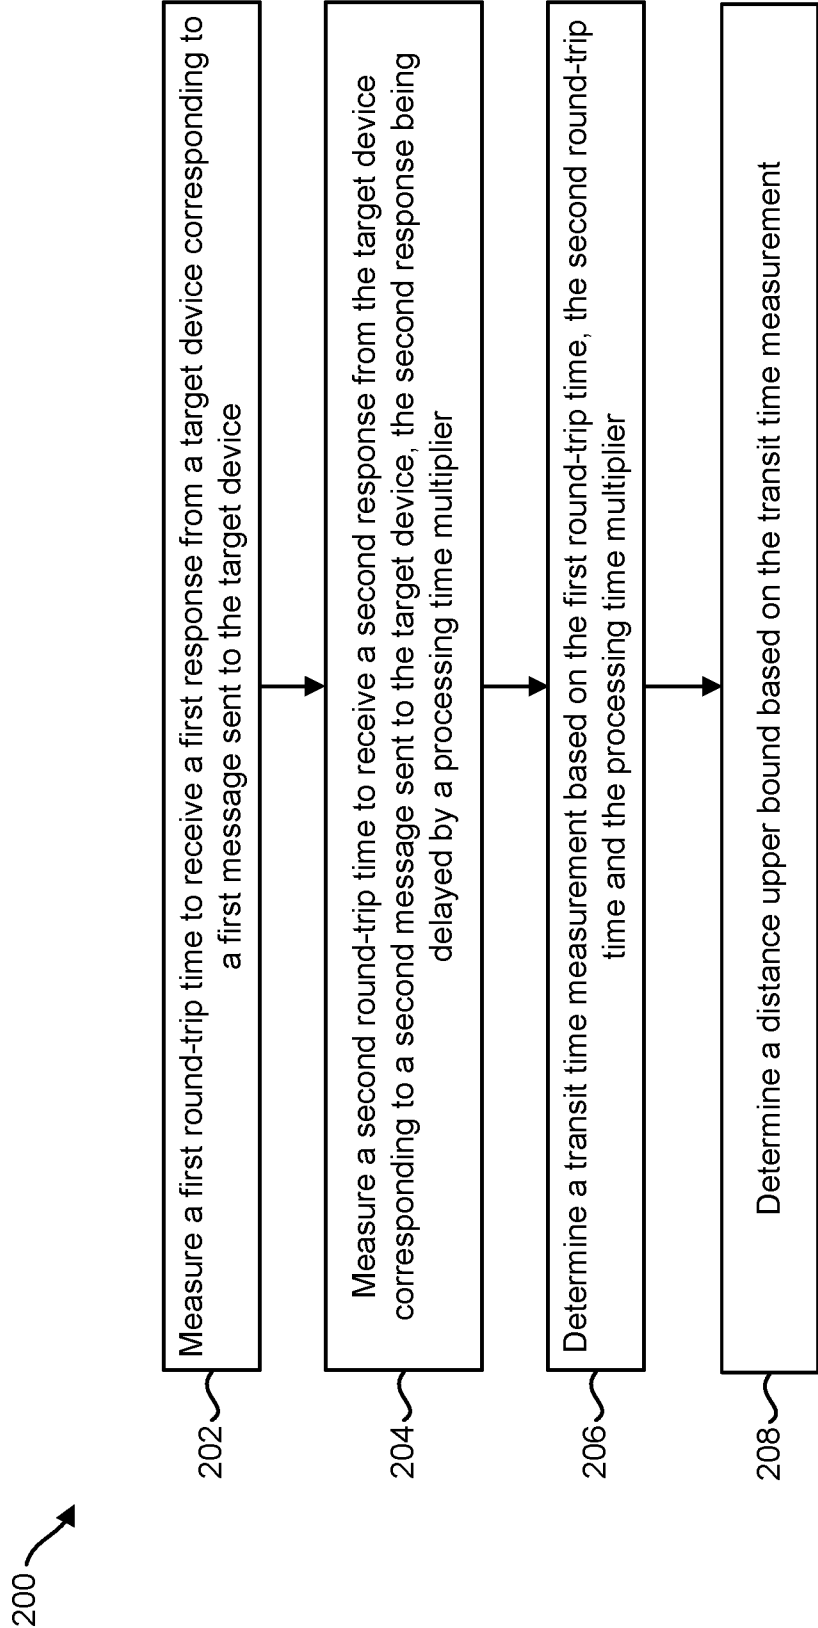 200
202
Measure a first round-trip time to receive a first response from a target device corresponding to
a first message sent to the target device
204
Measure a second round-trip time to receive a second response from the target device
corresponding to a second message sent to the target device, the second response being
delayed by a processing time multiplier
206
Determine a transit time measurement based on the first round-trip time, the second round-trip
time and the processing time multiplier
208
Determine a distance upper bound based on the transit time measurement